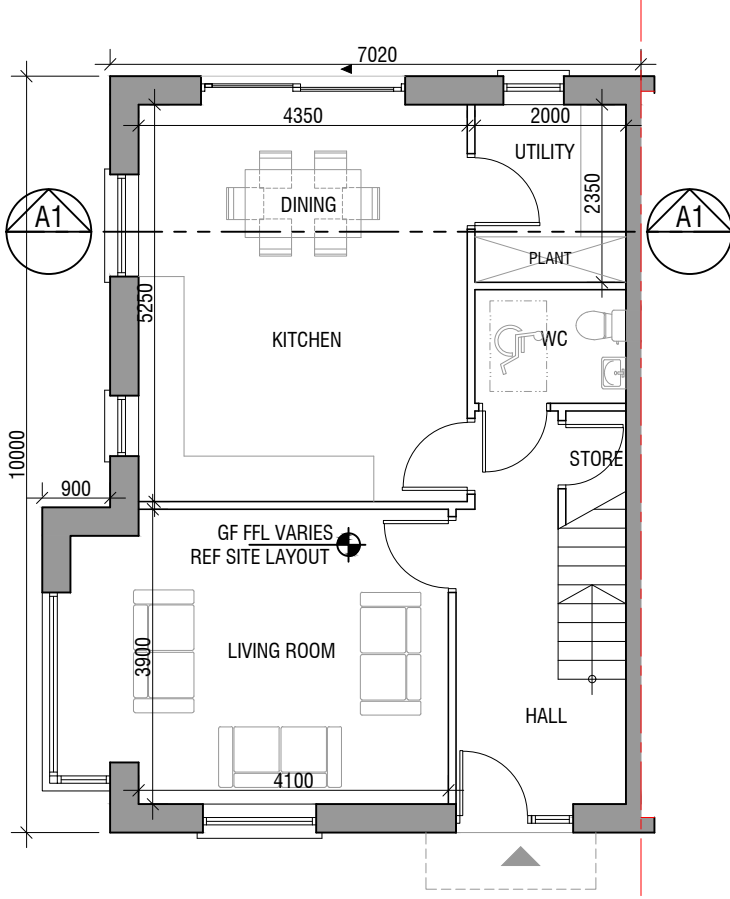 7020
4350
2000
UTILITY
DINING
2350
A1
A1
PLANT
5250
KITCHEN
WC
10000
STORE
900
GF FFL VARIES
REF SITE LAYOUT
LIVING ROOM
3900
HALL
4100